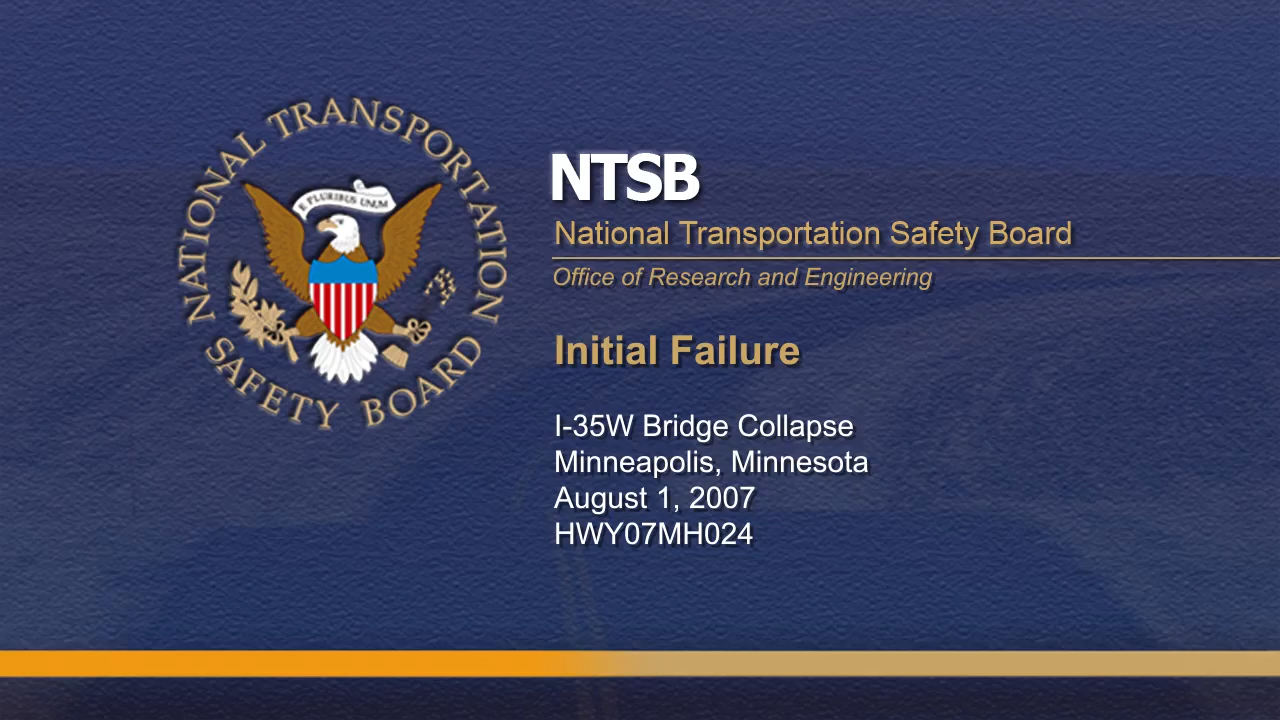 NATIONAL TRANSPORTATION
SAFETY BOARD
E PLURIBUS UNUM
NTSB
National Transportation Safety Board
Office of Research and Engineering
Initial Failure
I-35W Bridge Collapse
Minneapolis, Minnesota
August 1, 2007
HWY07MH024